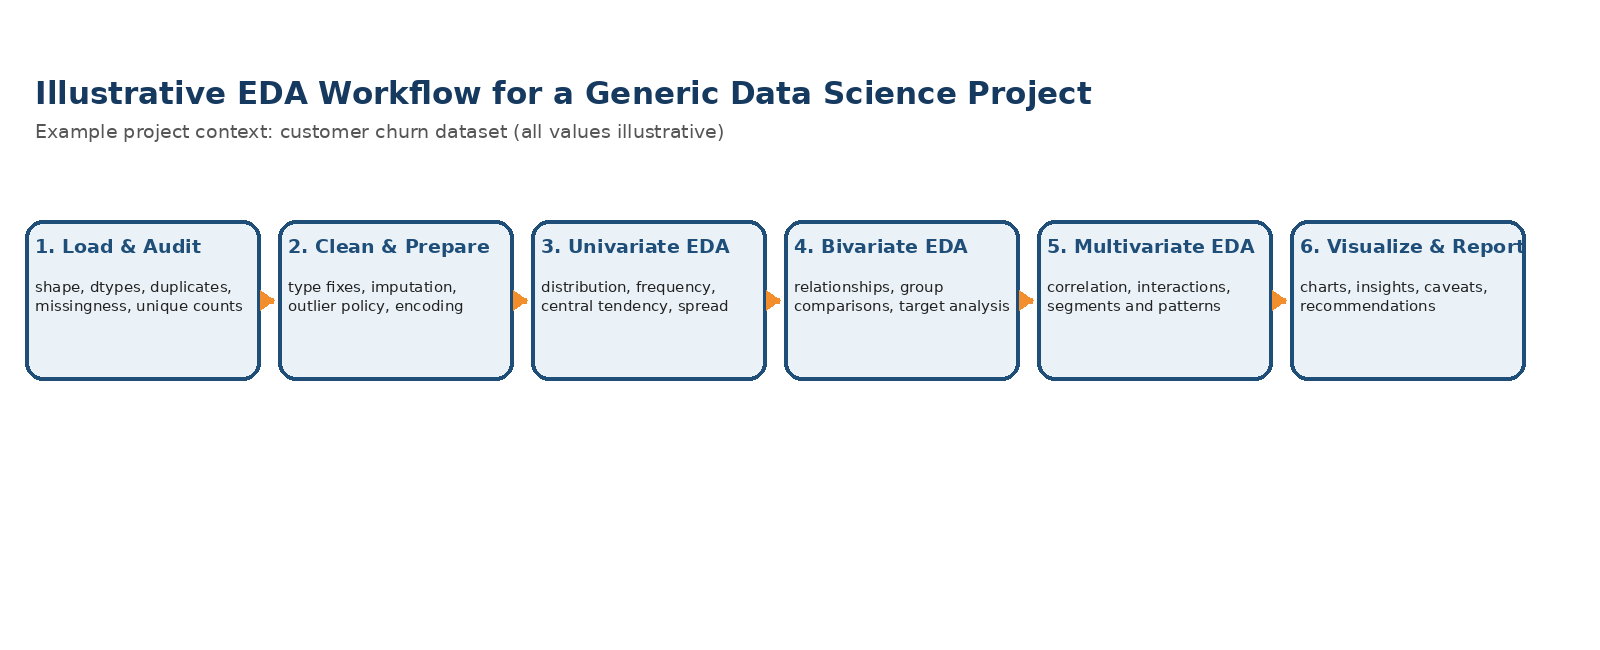 Illustrative EDA Workflow for a Generic Data Science Project
Example project context: customer churn dataset (all values illustrative)
1. Load & Audit
shape, dtypes, duplicates,
missingness, unique counts
2. Clean & Prepare
type fixes, imputation,
outlier policy, encoding
3. Univariate EDA
distribution, frequency,
central tendency, spread
4. Bivariate EDA
relationships, group
comparisons, target analysis
5. Multivariate EDA
correlation, interactions,
segments and patterns
6. Visualize & Report
charts, insights, caveats,
recommendations